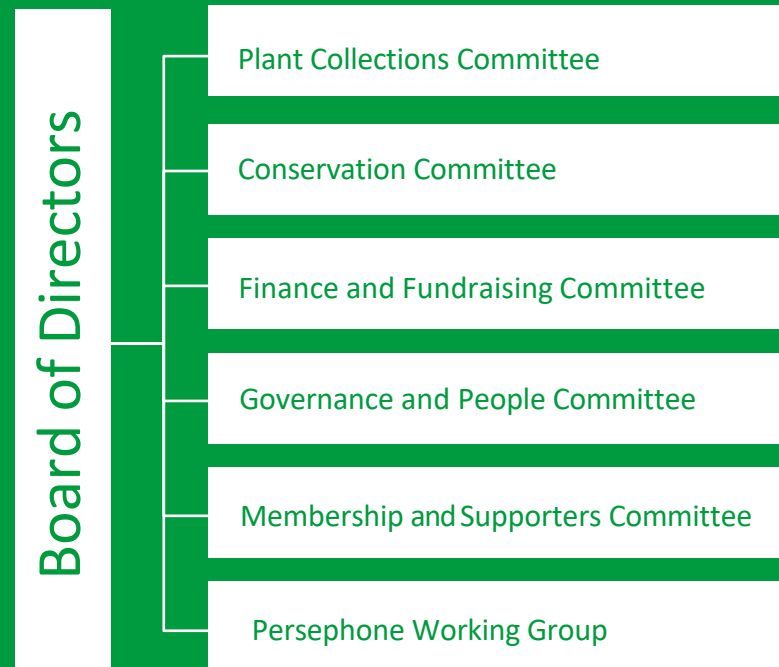 Board of Directors
Plant Collections Committee
Conservation Committee
Finance and Fundraising Committee
Governance and People Committee
Membership and Supporters Committee
Persephone Working Group